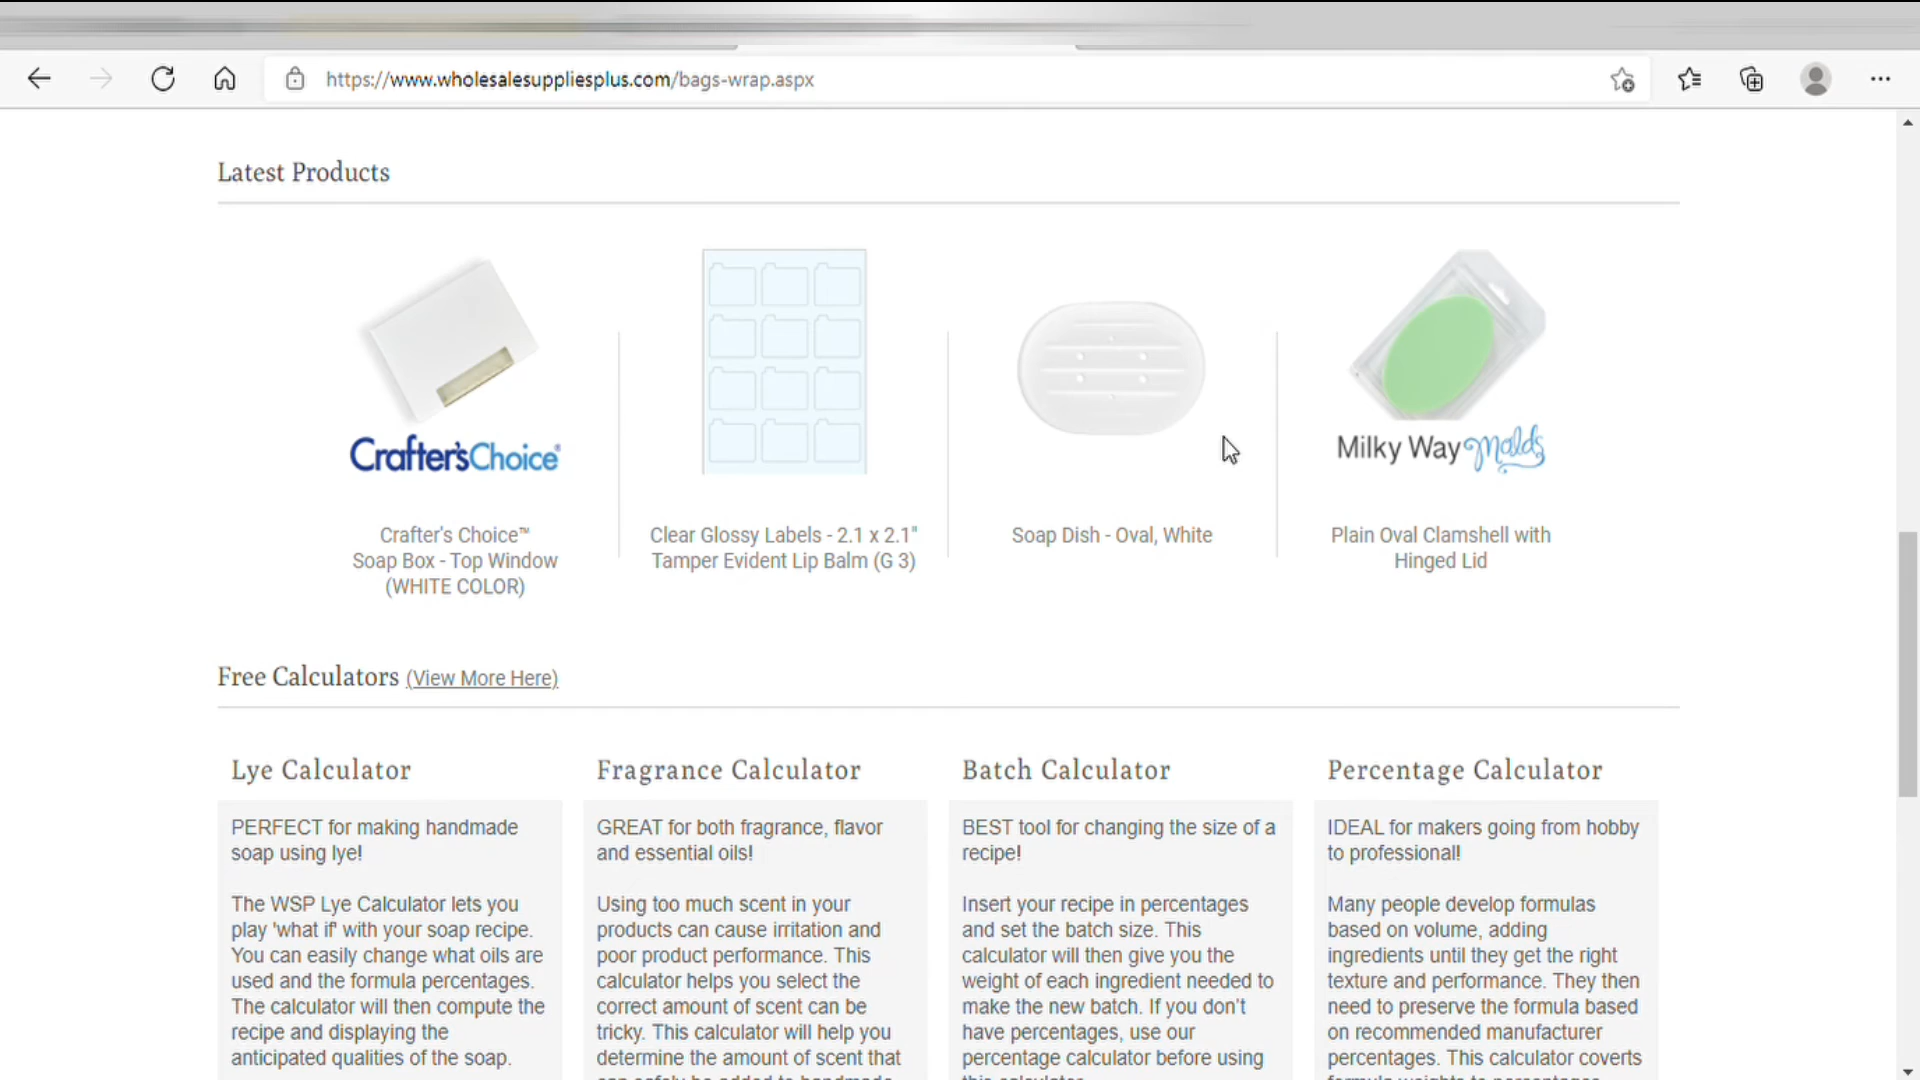 https://www.wholesalesuppliesplus.com/bags-wrap.aspx
Latest Products
Crafter'sChoice®
Milky Way Molds
Crafter's Choice™
Soap Box - Top Window
(WHITE COLOR)
Clear Glossy Labels - 2.1 x 2.1"
Tamper Evident Lip Balm (G 3)
Soap Dish - Oval, White
Plain Oval Clamshell with
Hinged Lid
Free Calculators (View More Here)
Lye Calculator
PERFECT for making handmade
soap using lye!
The WSP Lye Calculator lets you
play 'what if' with your soap recipe.
You can easily change what oils are
used and the formula percentages.
The calculator will then compute the
recipe and displaying the
anticipated qualities of the soap.
Fragrance Calculator
GREAT for both fragrance, flavor
and essential oils!
Using too much scent in your
products can cause irritation and
poor product performance. This
calculator helps you select the
correct amount of scent can be
tricky. This calculator will help you
determine the amount of scent that
can safely be added to handmade
Batch Calculator
BEST tool for changing the size of a
recipe!
Insert your recipe in percentages
and set the batch size. This
calculator will then give you the
weight of each ingredient needed to
make the new batch. If you don't
have percentages, use our
percentage calculator before using
this calculator
Percentage Calculator
IDEAL for makers going from hobby
to professional!
Many people develop formulas
based on volume, adding
ingredients until they get the right
texture and performance. They then
need to preserve the formula based
on recommended manufacturer
percentages. This calculator coverts
formula weights to percentages